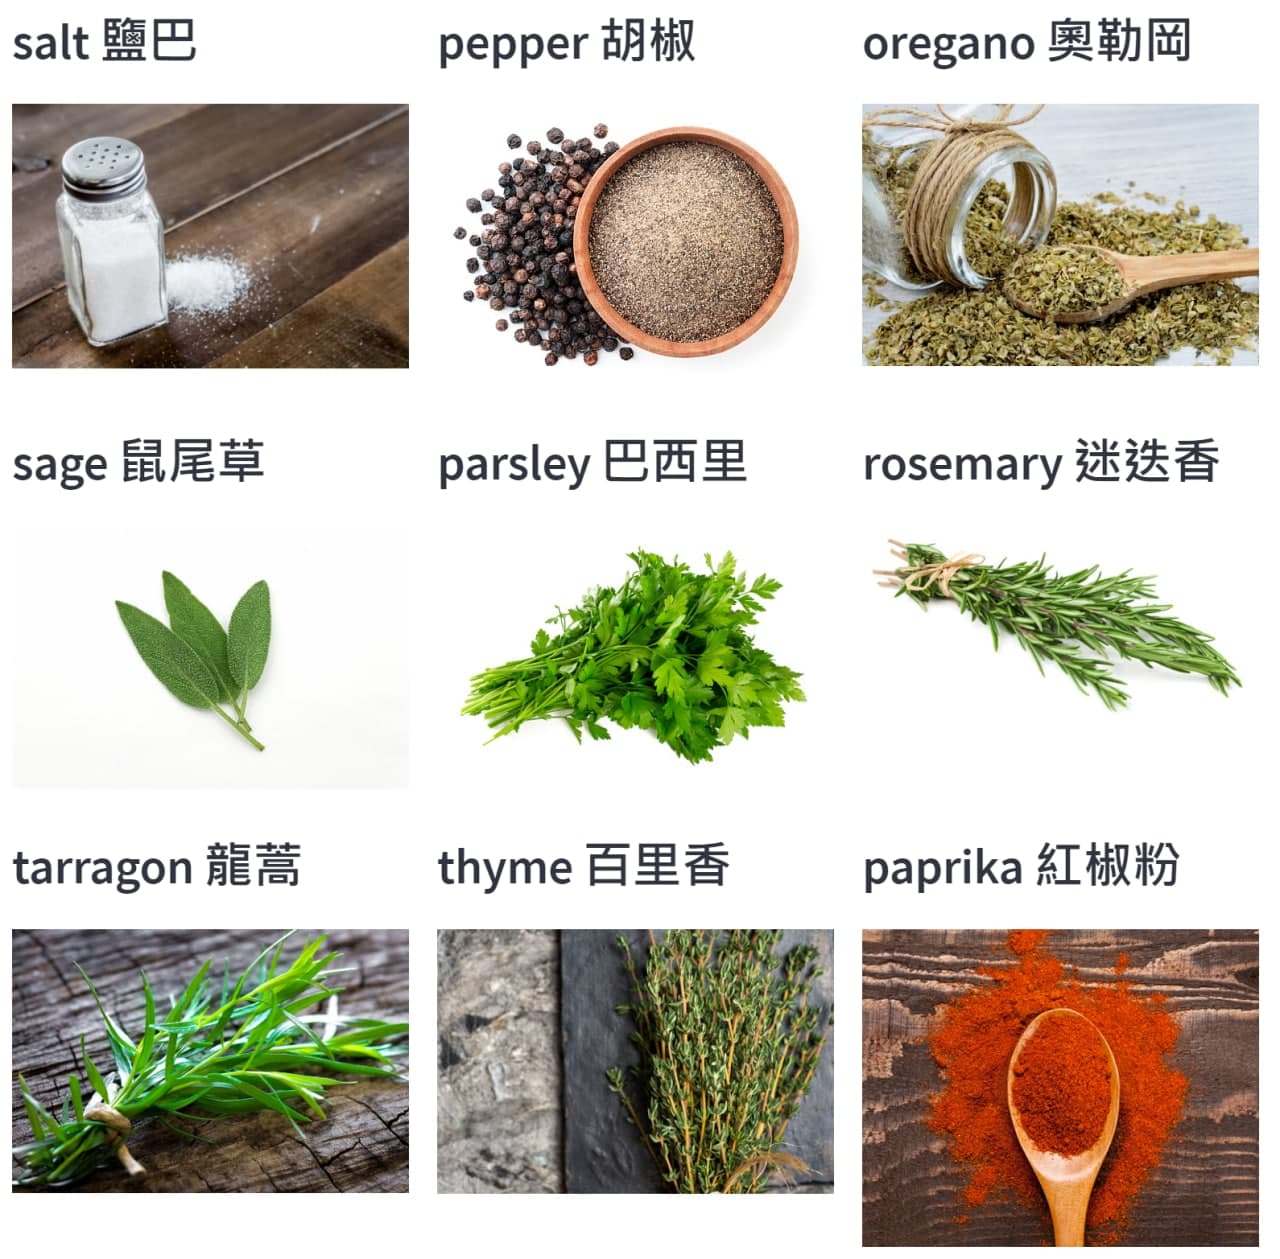 salt 鹽巴
pepper 胡椒
oregano 奧勒岡
sage 鼠尾草
parsley 巴西里
rosemary 迷迭香
tarragon 龍蒿
thyme 百里香
paprika 紅椒粉